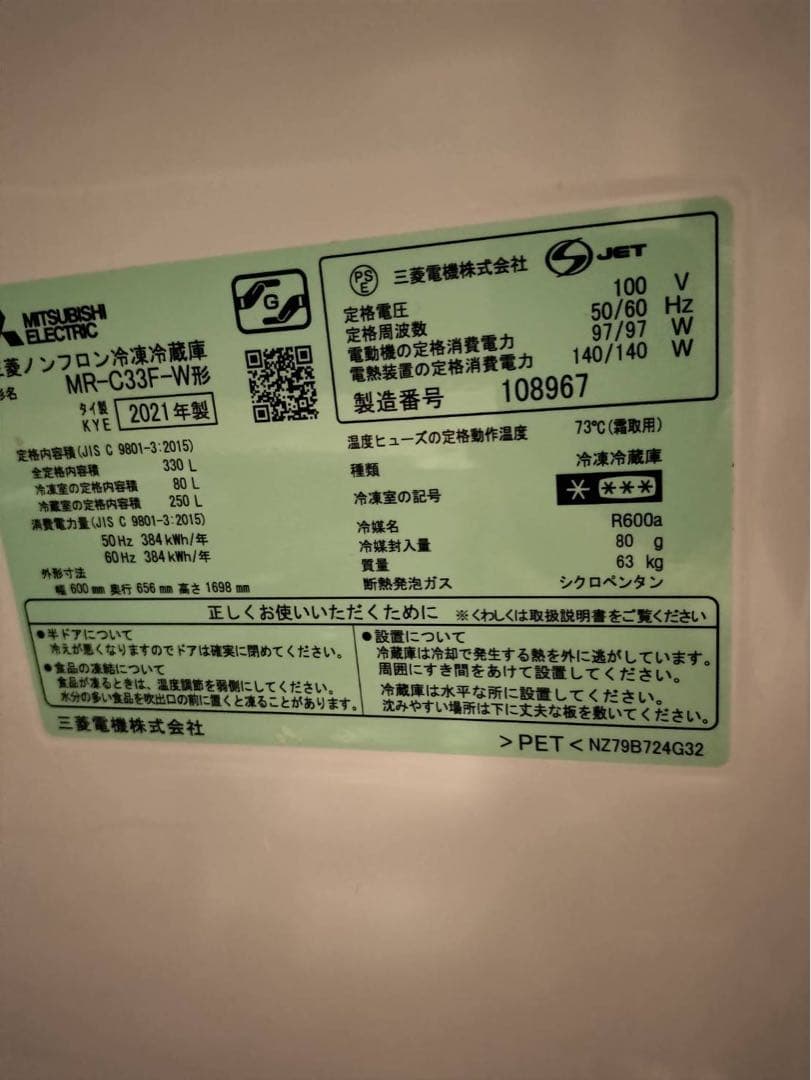 MITSUBISHI
ELECTRIC
三菱ノンフロン冷凍冷蔵庫
形名 MR-C33F-W形
タイ製
KYE 2021年製
定格内容積(JIS C 9801-3:2015)
全定格内容積 330 L
冷凍室の定格内容積 80 L
冷蔵室の定格内容積 250 L
消費電力量(JIS C 9801-3:2015)
50Hz 384 kWh/年
60Hz 384 kWh/年
外形寸法
幅 600 mm 奥行 656 mm 高さ 1698 mm
G
PS
E 三菱電機株式会社 JET
定格電圧 100 V
定格周波数 50/60 Hz
電動機の定格消費電力 97/97 W
電熱装置の定格消費電力 140/140 W
製造番号 108967
温度ヒューズの定格動作温度 73℃(霜取用)
種類 冷凍冷蔵庫
冷凍室の記号 * ***
冷媒名 R600a
冷媒封入量 80 g
質量 63 kg
断熱発泡ガス シクロペンタン
正しくお使いいただくために ※くわしくは取扱説明書をご覧ください
●半ドアについて
冷えが悪くなりますのでドアは確実に閉めてください。
●食品の凍結について
食品が凍るときは、温度調節を弱側にしてください。
水分の多い食品を吹出口の前に置くと凍ることがあります。
●設置について
冷蔵庫は冷却で発生する熱を外に逃がしています。
周囲にすき間をあけて設置してください。
冷蔵庫は水平な所に設置してください。
沈みやすい場所は下に丈夫な板を敷いてください。
三菱電機株式会社
>PET< NZ79B724G32